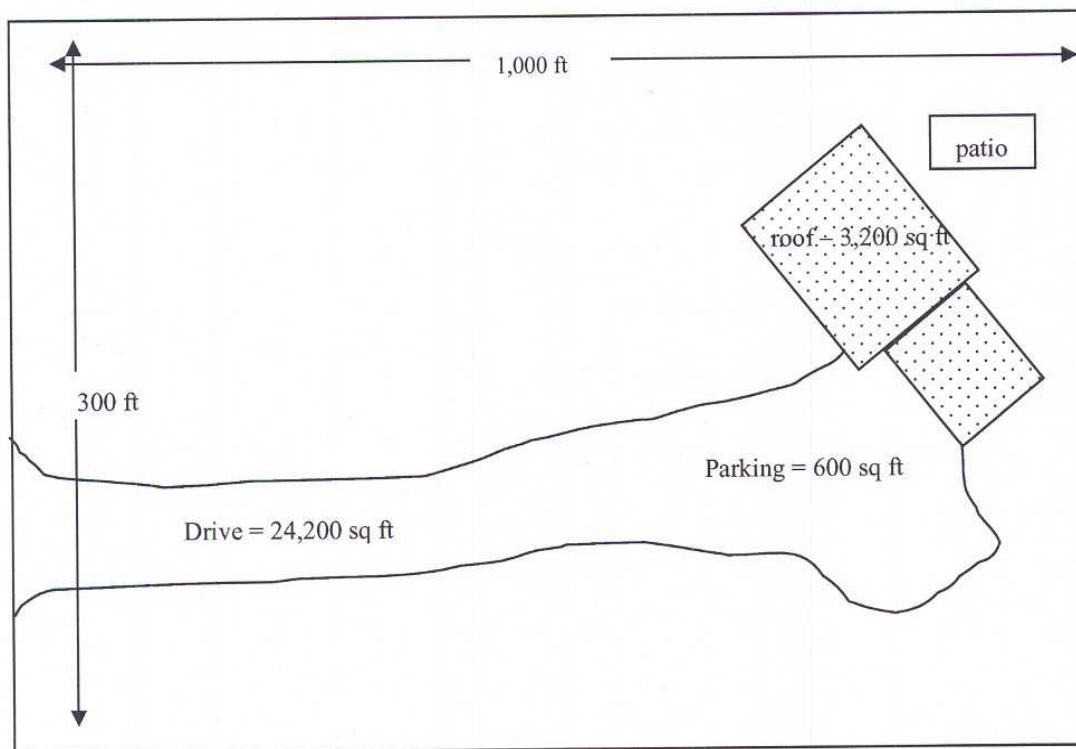 1,000 ft
patio
roof – 3,200 sq ft
300 ft
Parking = 600 sq ft
Drive = 24,200 sq ft